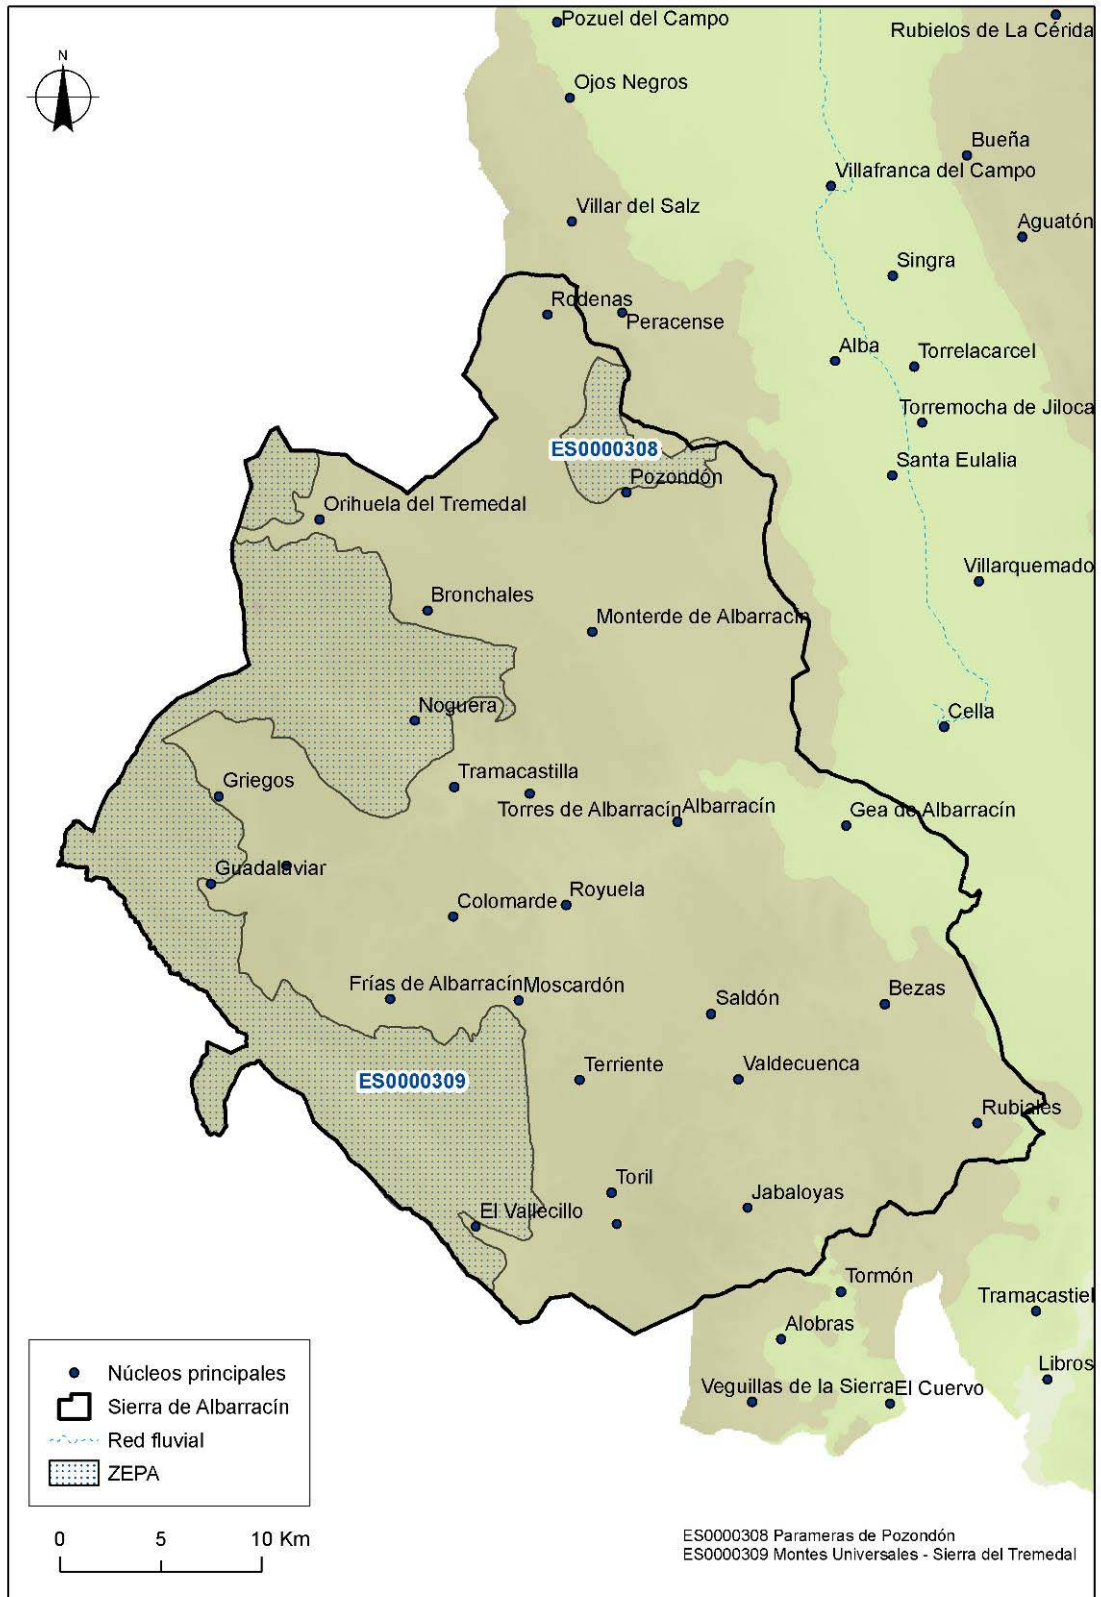 Pozuel del Campo
Rubielos de La Cérida
N
Ojos Negros
Bueña
Villafranca del Campo
Villar del Salz
Aguatón
Singra
Rodenas
Peracense
Alba
Torrelacarcel
Torremocha de Jiloca
ES0000308
Santa Eulalia
Pozondón
Orihuela del Tremedal
Villarquemado
Bronchales
Monterde de Albarracín
Noguera
Cella
Griegos
Tramacastilla
Torres de Albarracín
Albarracín
Gea de Albarracín
Guadalaviar
Colomarde
Royuela
Frías de Albarracín
Moscardón
Saldón
Bezas
ES0000309
Terriente
Valdecuenca
Rubiales
Toril
Jabaloyas
El Vallecillo
Tormón
Tramacastiel
Alobras
Libros
Veguillas de la Sierra
El Cuervo
Núcleos principales
Sierra de Albarracín
Red fluvial
ZEPA
0 5 10 Km
ES0000308 Parameras de Pozondón
ES0000309 Montes Universales - Sierra del Tremedal